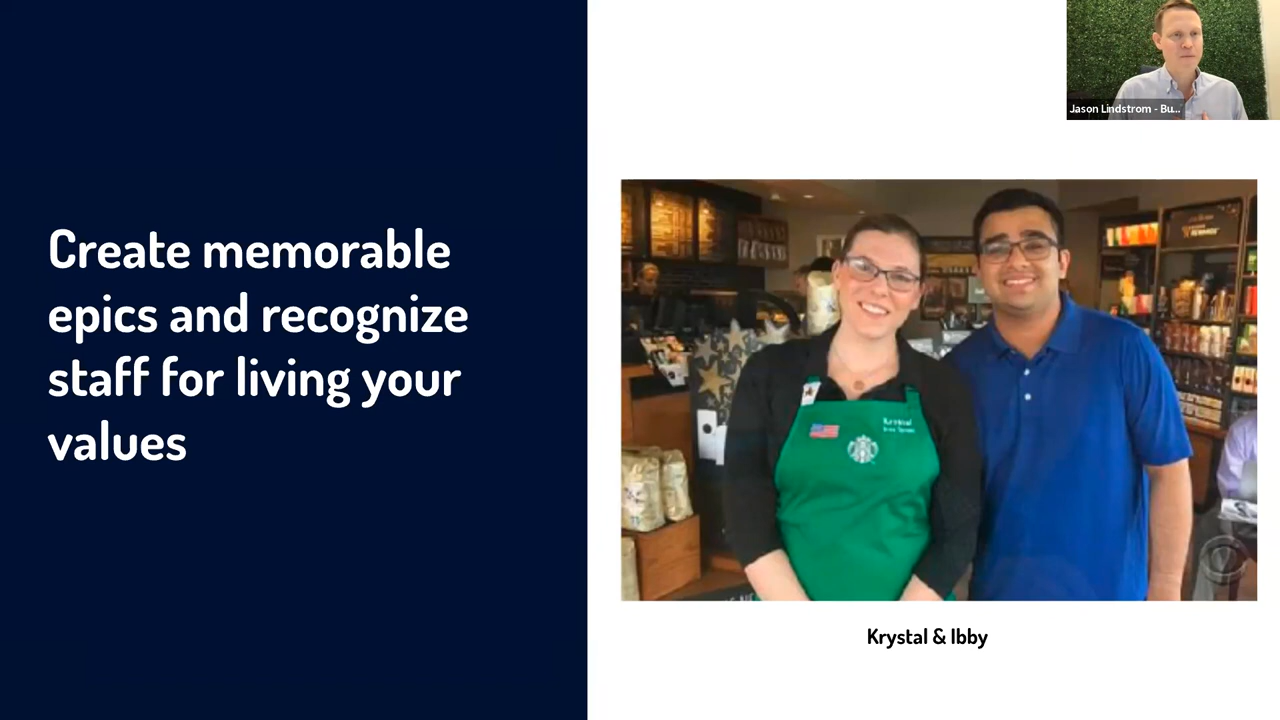 Jason Lindstrom - Bu...
Create memorable
epics and recognize
staff for living your
values
Krystal
Krystal & Ibby